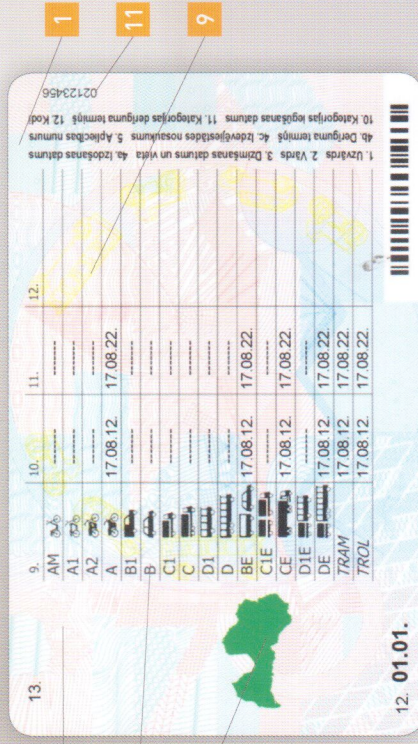 1
11
9
02123456
1. Uzvārds 2. Vārds 3. Dzimšanas datums un vieta 4a. Izdošanas datums
4b. Derīguma termiņš 4c. Izdevējiestādes nosaukums 5. Apliecības numurs
10. Kategorijas iegūšanas datums 11. Kategorijas derīguma termiņš 12. Kodi
13.
9. 10. 11. 12.
AM ------- -------
A1 ------- -------
A2 ------- -------
A 17.08.12. 17.08.22.
B1 ------- -------
B ------- -------
C1 ------- -------
C ------- -------
D1 ------- -------
D ------- -------
BE 17.08.12. 17.08.22.
C1E ------- -------
CE 17.08.12. 17.08.22.
D1E ------- -------
DE 17.08.12. 17.08.22.
TRAM 17.08.12. 17.08.22.
TROL 17.08.12. 17.08.22.
12. 01.01.